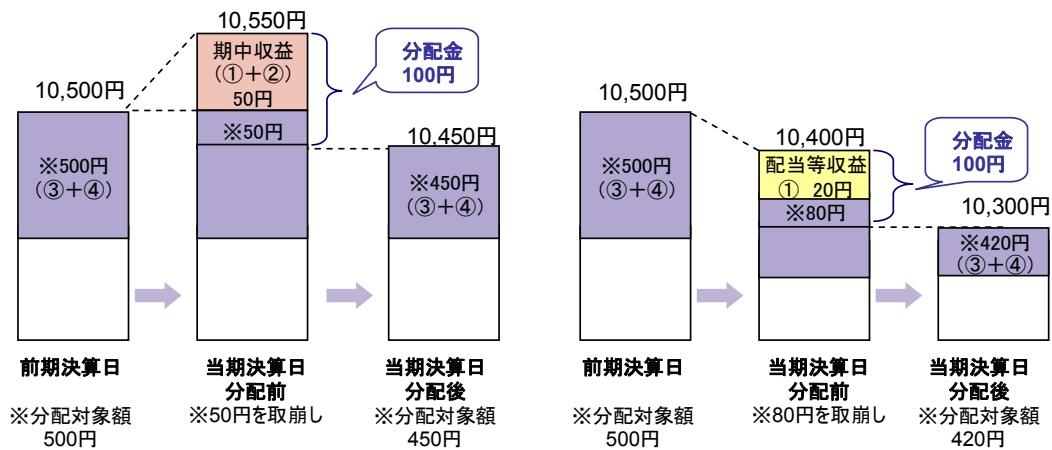 10,500円
※500円
(③+④)
前期決算日
※分配対象額
500円
10,550円
期中収益
(①+②)
50円
※50円
分配金
100円
当期決算日
分配前
※50円を取崩し
10,450円
※450円
(③+④)
当期決算日
分配後
※分配対象額
450円
10,500円
※500円
(③+④)
前期決算日
※分配対象額
500円
10,400円
配当等収益
① 20円
※80円
分配金
100円
当期決算日
分配前
※80円を取崩し
10,300円
※420円
(③+④)
当期決算日
分配後
※分配対象額
420円